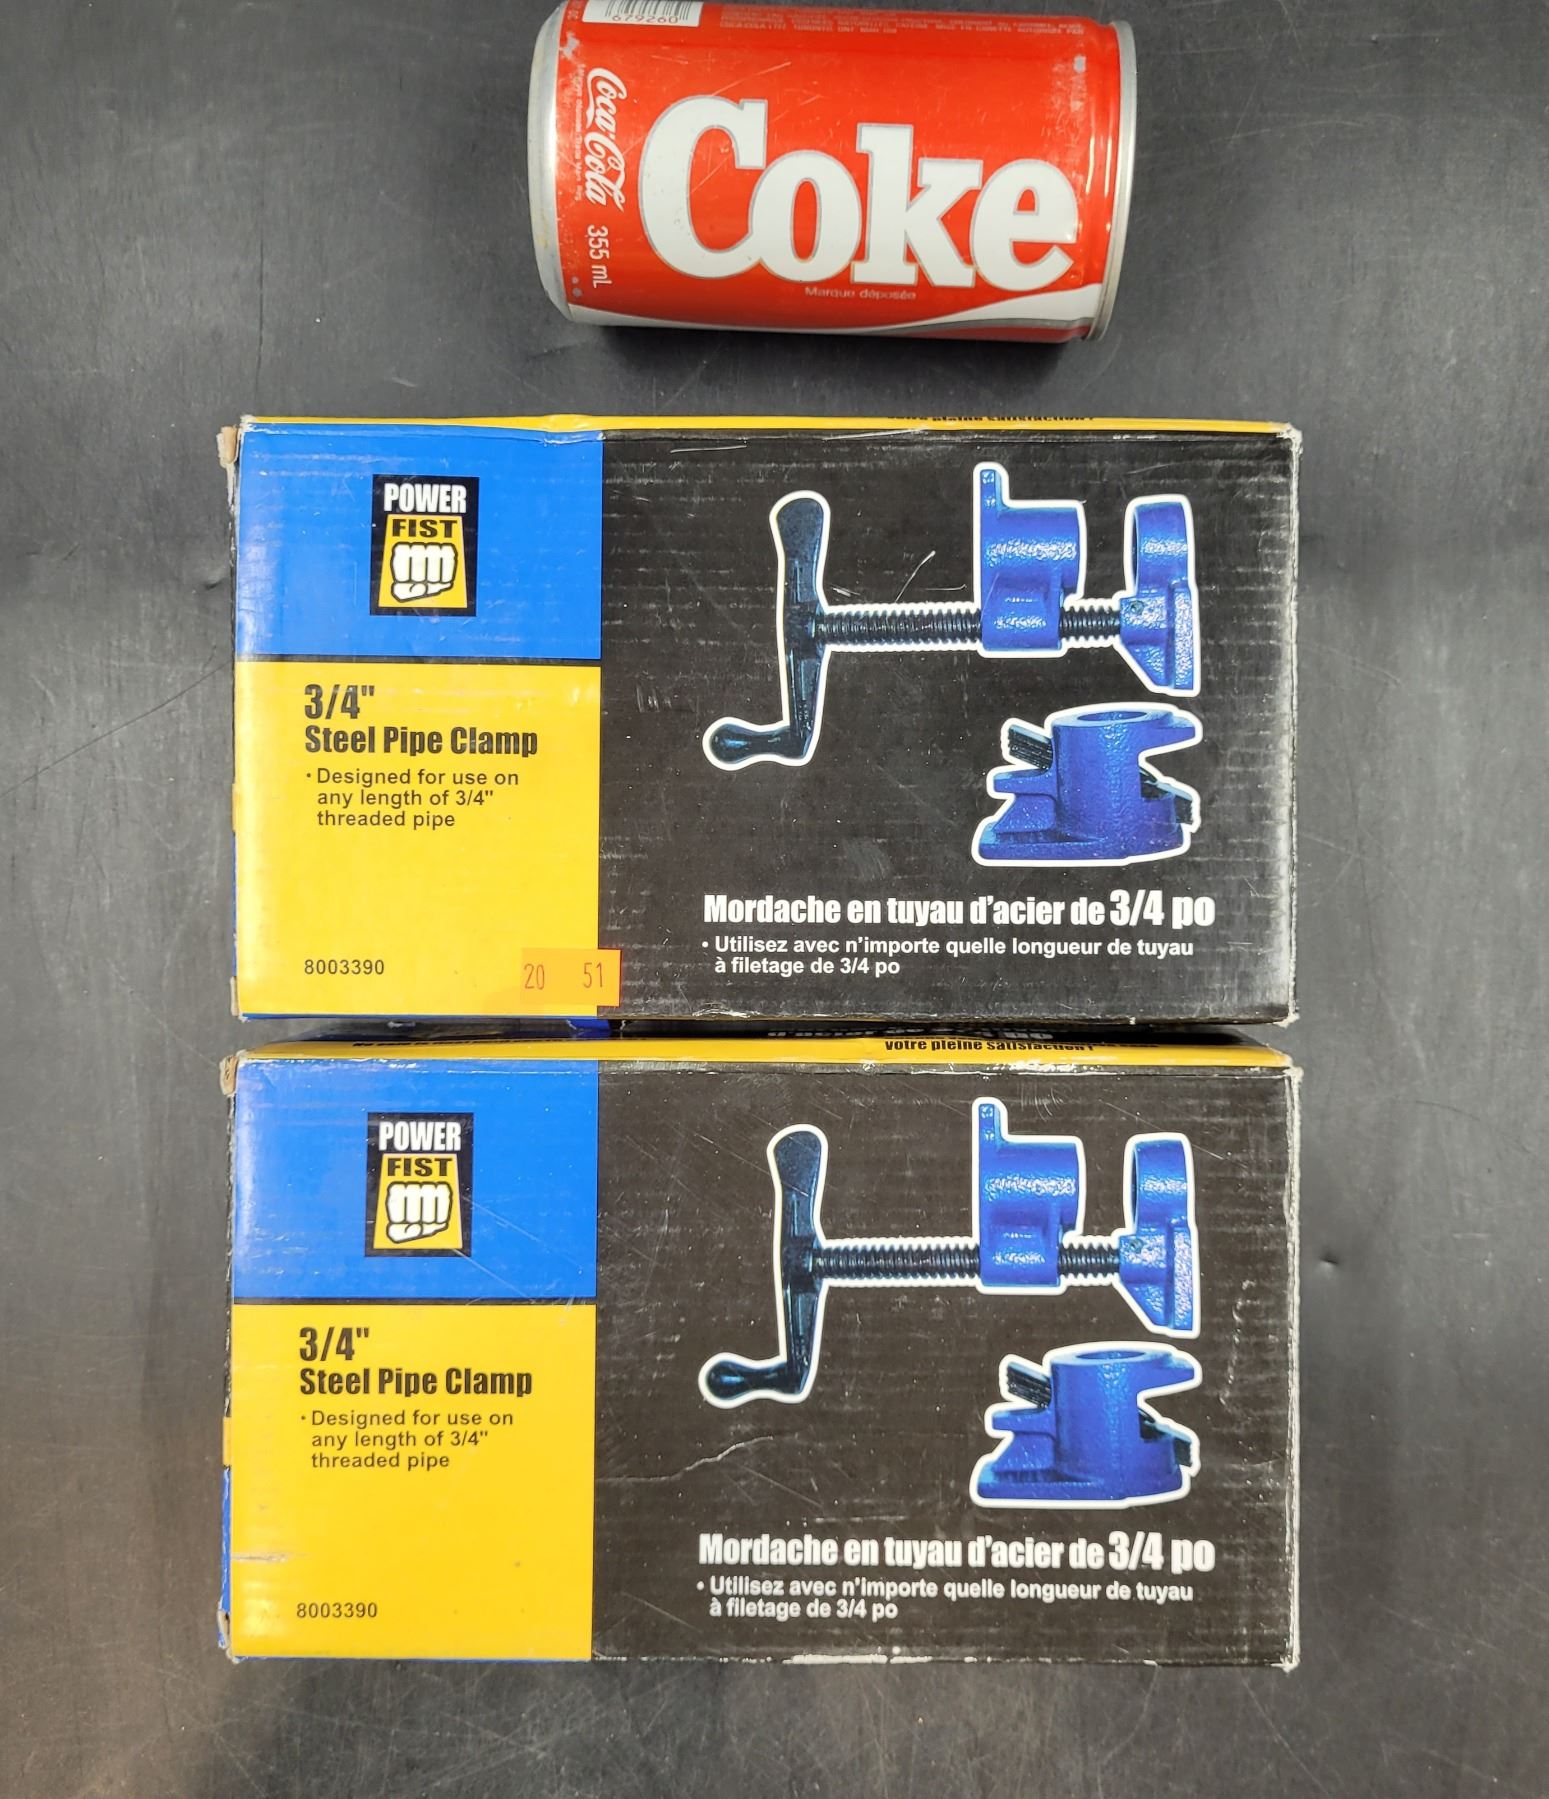 679260
Coca-Cola 355 mL
Coke
Marque déposée
POWER
FIST
3/4"
Steel Pipe Clamp
• Designed for use on
any length of 3/4"
threaded pipe
8003390
20 51
Mordache en tuyau d'acier de 3/4 po
• Utilisez avec n'importe quelle longueur de tuyau
à filetage de 3/4 po
votre pleine satisfaction!
POWER
FIST
3/4"
Steel Pipe Clamp
• Designed for use on
any length of 3/4"
threaded pipe
8003390
Mordache en tuyau d'acier de 3/4 po
• Utilisez avec n'importe quelle longueur de tuyau
à filetage de 3/4 po